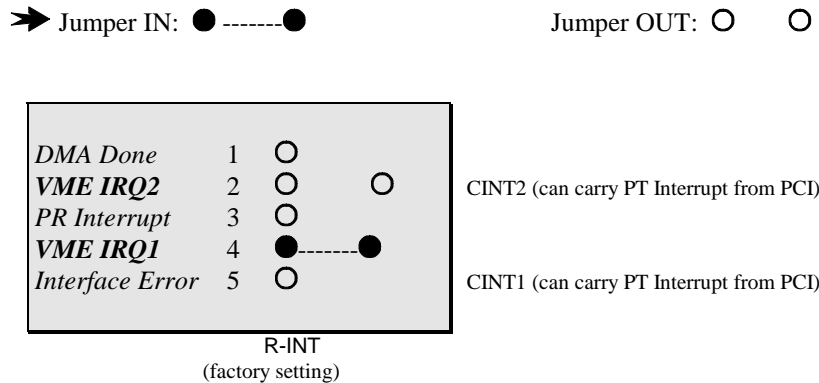 Jumper IN: Jumper OUT:
DMA Done 1
VME IRQ2 2 CINT2 (can carry PT Interrupt from PCI)
PR Interrupt 3
VME IRQ1 4
Interface Error 5 CINT1 (can carry PT Interrupt from PCI)
R-INT
(factory setting)